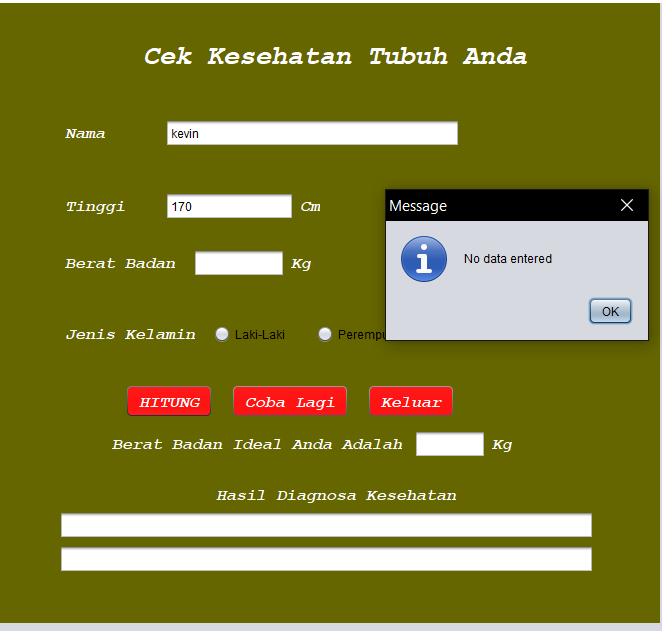 Cek Kesehatan Tubuh Anda
Nama kevin
Tinggi 170 Cm
Message
No data entered
OK
Berat Badan Kg
Jenis Kelamin Laki-Laki Perempu
HITUNG Coba Lagi Keluar
Berat Badan Ideal Anda Adalah Kg
Hasil Diagnosa Kesehatan